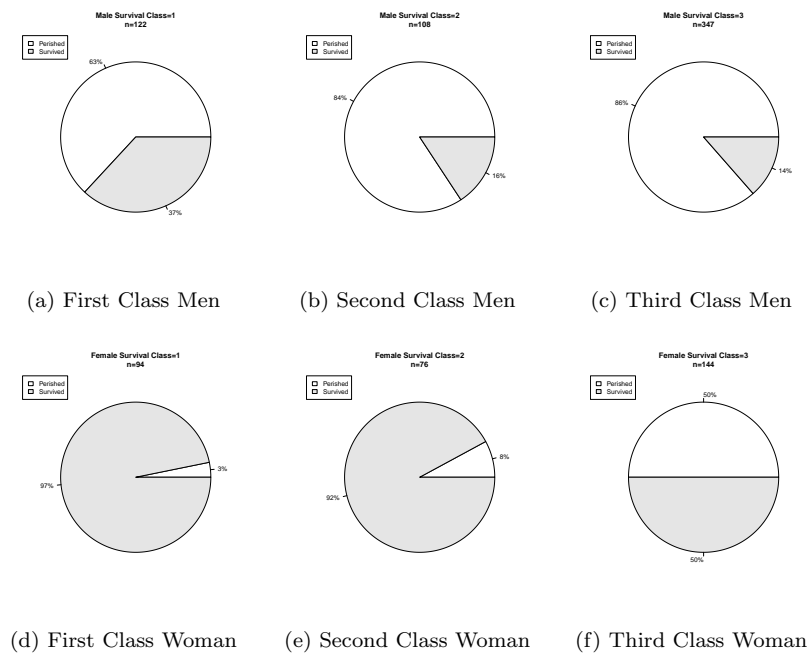 Male Survival Class=1
n=122
Perished
Survived
63%
37%
Male Survival Class=2
n=108
Perished
Survived
84%
16%
Male Survival Class=3
n=347
Perished
Survived
86%
14%
(a) First Class Men
(b) Second Class Men
(c) Third Class Men
Female Survival Class=1
n=94
Perished
Survived
3%
97%
Female Survival Class=2
n=76
Perished
Survived
8%
92%
Female Survival Class=3
n=144
Perished
Survived
50%
50%
(d) First Class Woman
(e) Second Class Woman
(f) Third Class Woman